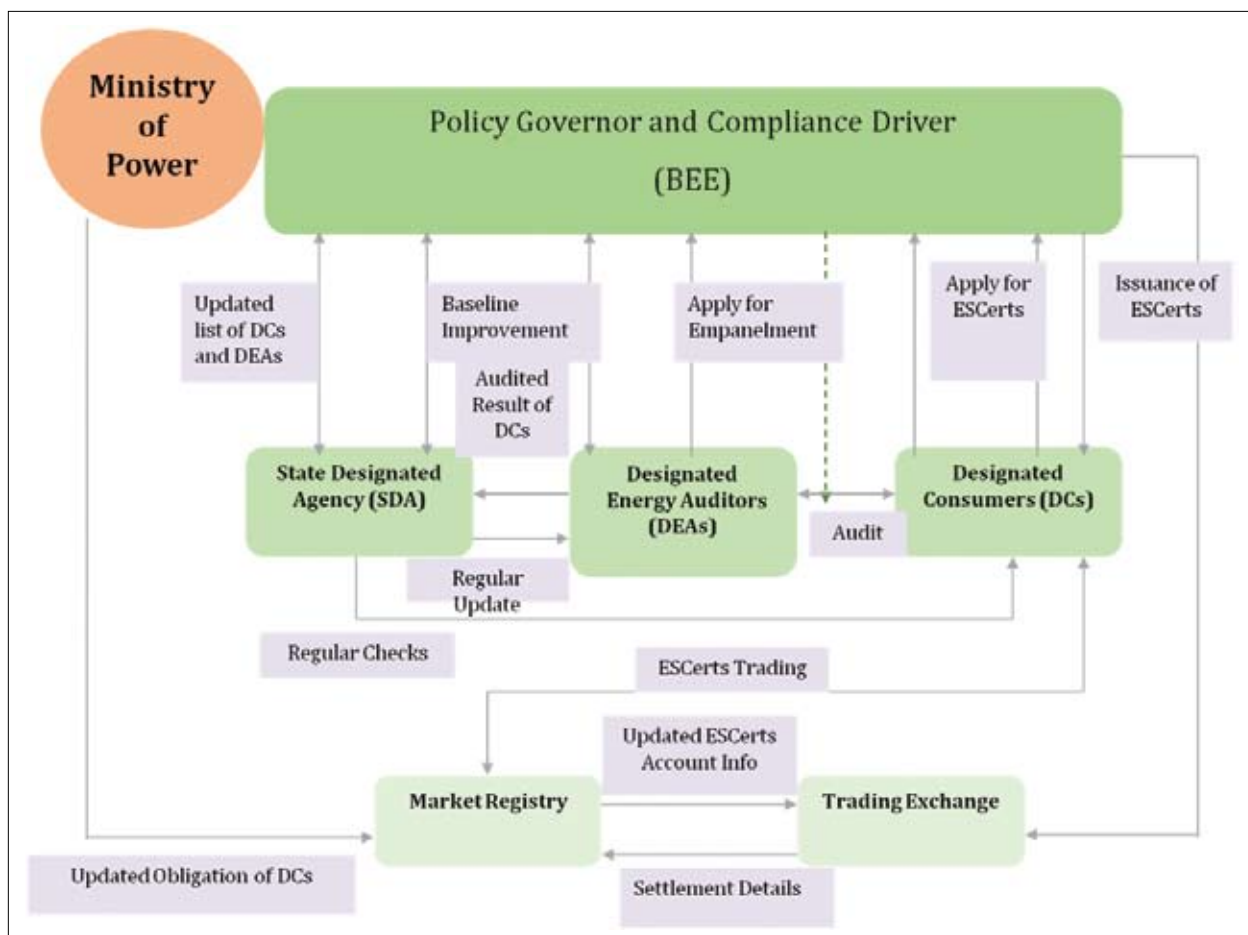 Ministry
of
Power
Policy Governor and Compliance Driver
(BEE)
Updated
list of DCs
and DEAs
Baseline
Improvement
Audited
Result of
DCs
Apply for
Empanelment
Apply for
ESCerts
Issuance of
ESCerts
State Designated
Agency (SDA)
Designated
Energy Auditors
(DEAs)
Designated
Consumers (DCs)
Audit
Regular
Update
Regular Checks
ESCerts Trading
Updated ESCerts
Account Info
Market Registry
Trading Exchange
Updated Obligation of DCs
Settlement Details